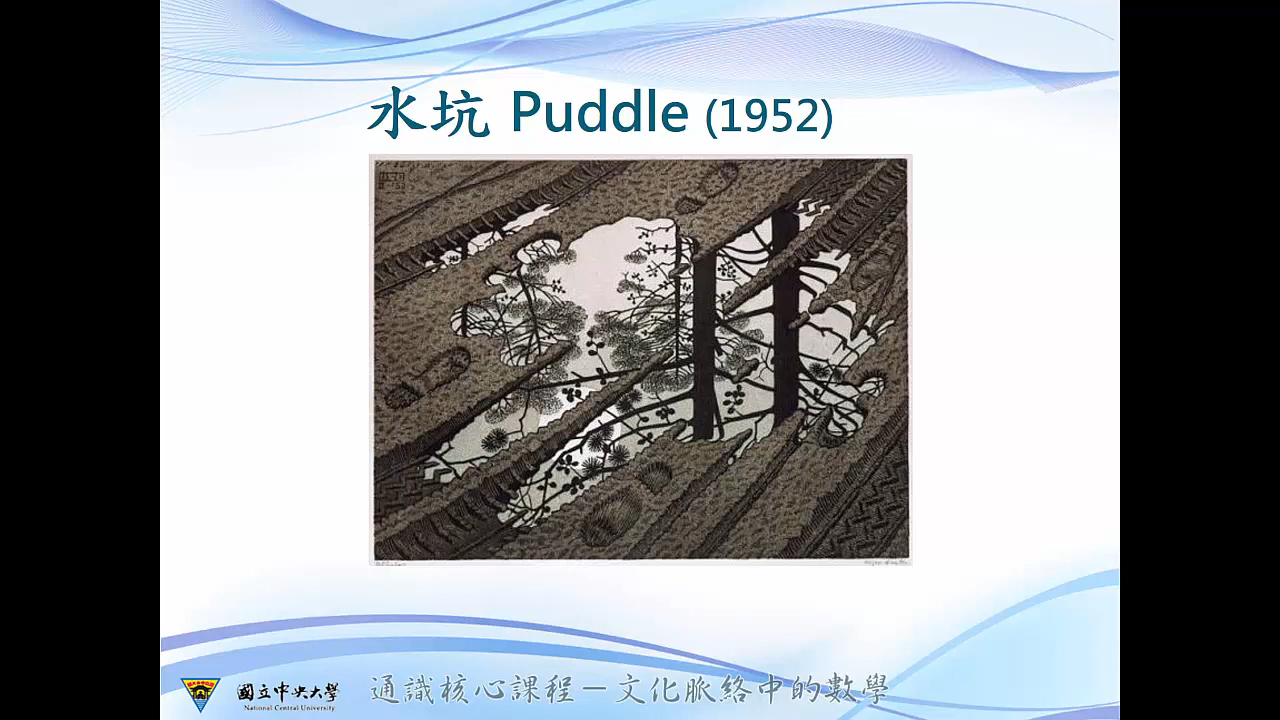 水坑 Puddle (1952)
國立中央大學
National Central University
通識核心課程－文化脈絡中的數學